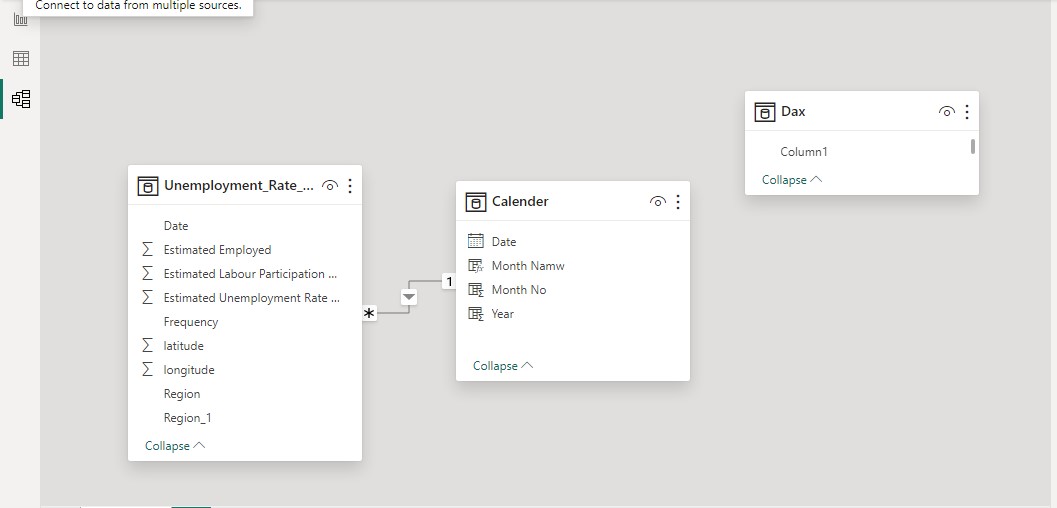 Connect to data from multiple sources.
Dax
Column1
Collapse
Unemployment_Rate_...
Date
Estimated Employed
Estimated Labour Participation ...
Estimated Unemployment Rate ...
Frequency
latitude
longitude
Region
Region_1
Collapse
*
1
Calender
Date
Month Namw
Month No
Year
Collapse